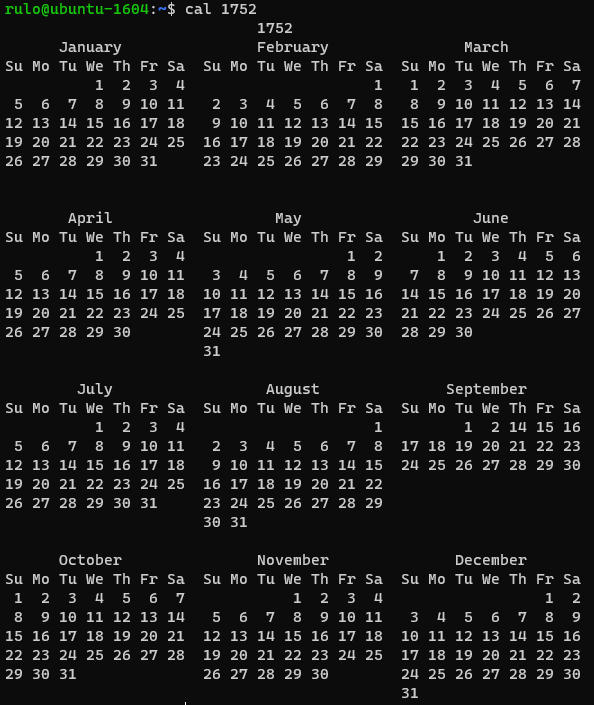 rulo@ubuntu-1604:~$ cal 1752
                            1752
      January               February               March
Su Mo Tu We Th Fr Sa  Su Mo Tu We Th Fr Sa  Su Mo Tu We Th Fr Sa
          1  2  3  4                     1   1  2  3  4  5  6  7
 5  6  7  8  9 10 11   2  3  4  5  6  7  8   8  9 10 11 12 13 14
12 13 14 15 16 17 18   9 10 11 12 13 14 15  15 16 17 18 19 20 21
19 20 21 22 23 24 25  16 17 18 19 20 21 22  22 23 24 25 26 27 28
26 27 28 29 30 31     23 24 25 26 27 28 29  29 30 31

       April                  May                   June
Su Mo Tu We Th Fr Sa  Su Mo Tu We Th Fr Sa  Su Mo Tu We Th Fr Sa
          1  2  3  4                  1  2      1  2  3  4  5  6
 5  6  7  8  9 10 11   3  4  5  6  7  8  9   7  8  9 10 11 12 13
12 13 14 15 16 17 18  10 11 12 13 14 15 16  14 15 16 17 18 19 20
19 20 21 22 23 24 25  17 18 19 20 21 22 23  21 22 23 24 25 26 27
26 27 28 29 30        24 25 26 27 28 29 30  28 29 30
                      31

        July                 August              September
Su Mo Tu We Th Fr Sa  Su Mo Tu We Th Fr Sa  Su Mo Tu We Th Fr Sa
          1  2  3  4                     1         1  2 14 15 16
 5  6  7  8  9 10 11   2  3  4  5  6  7  8  17 18 19 20 21 22 23
12 13 14 15 16 17 18   9 10 11 12 13 14 15  24 25 26 27 28 29 30
19 20 21 22 23 24 25  16 17 18 19 20 21 22
26 27 28 29 30 31     23 24 25 26 27 28 29
                      30 31

      October               November              December
Su Mo Tu We Th Fr Sa  Su Mo Tu We Th Fr Sa  Su Mo Tu We Th Fr Sa
 1  2  3  4  5  6  7            1  2  3  4                  1  2
 8  9 10 11 12 13 14   5  6  7  8  9 10 11   3  4  5  6  7  8  9
15 16 17 18 19 20 21  12 13 14 15 16 17 18  10 11 12 13 14 15 16
22 23 24 25 26 27 28  19 20 21 22 23 24 25  17 18 19 20 21 22 23
29 30 31              26 27 28 29 30        24 25 26 27 28 29 30
                                            31